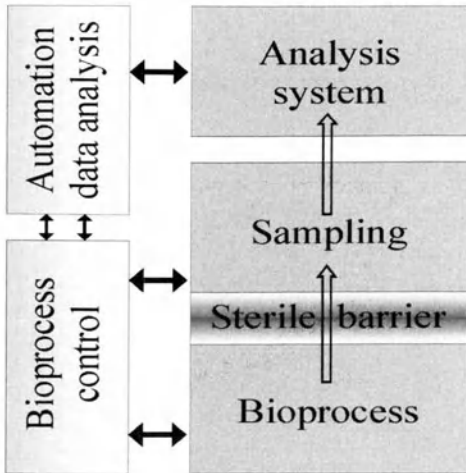 Automation
data analysis
Analysis
system
Sampling
Bioprocess
control
Sterile barrier
Bioprocess